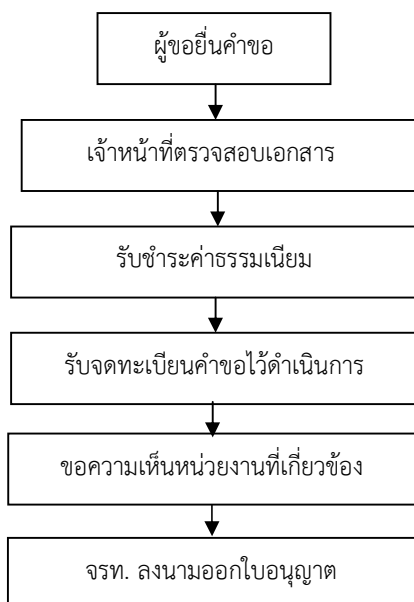 ผู้ขอยื่นคำขอ
เจ้าหน้าที่ตรวจสอบเอกสาร
รับชำระค่าธรรมเนียม
รับจดทะเบียนคำขอไว้ดำเนินการ
ขอความเห็นหน่วยงานที่เกี่ยวข้อง
จรท. ลงนามออกใบอนุญาต